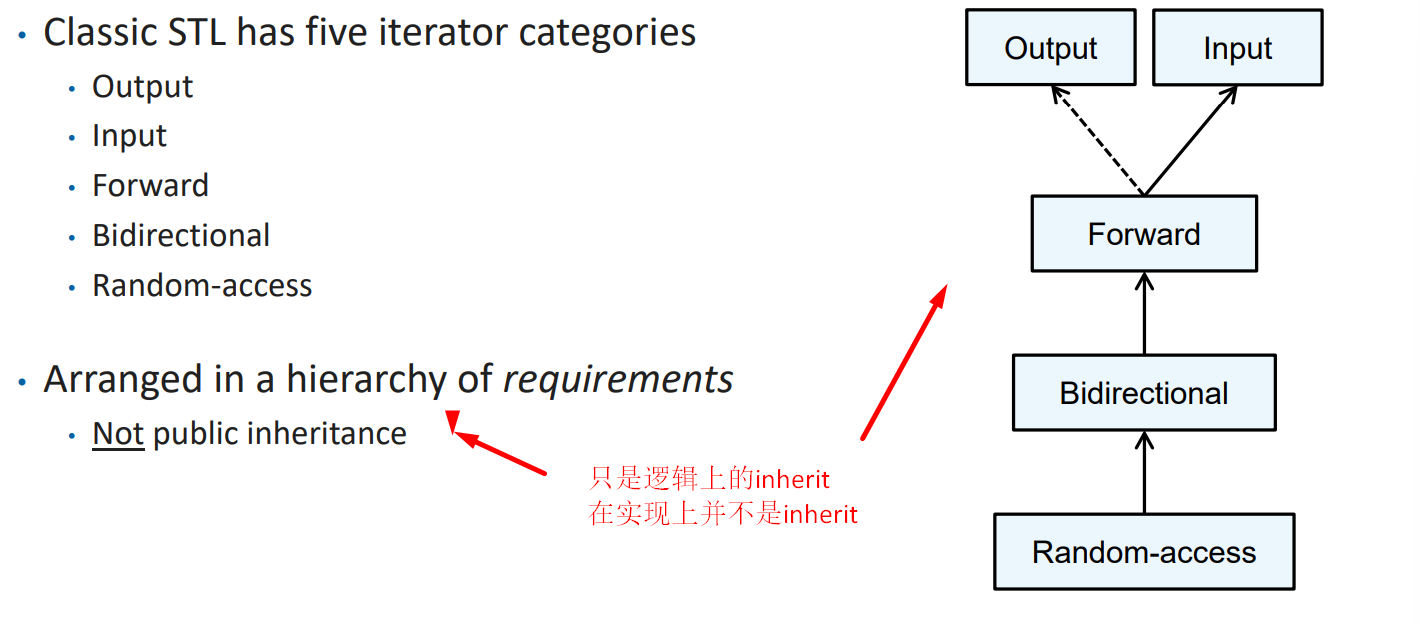 • Classic STL has five iterator categories
• Output
• Input
• Forward
• Bidirectional
• Random-access
• Arranged in a hierarchy of requirements
• Not public inheritance
只是逻辑上的inherit
在实现上并不是inherit
Output
Input
Forward
Bidirectional
Random-access